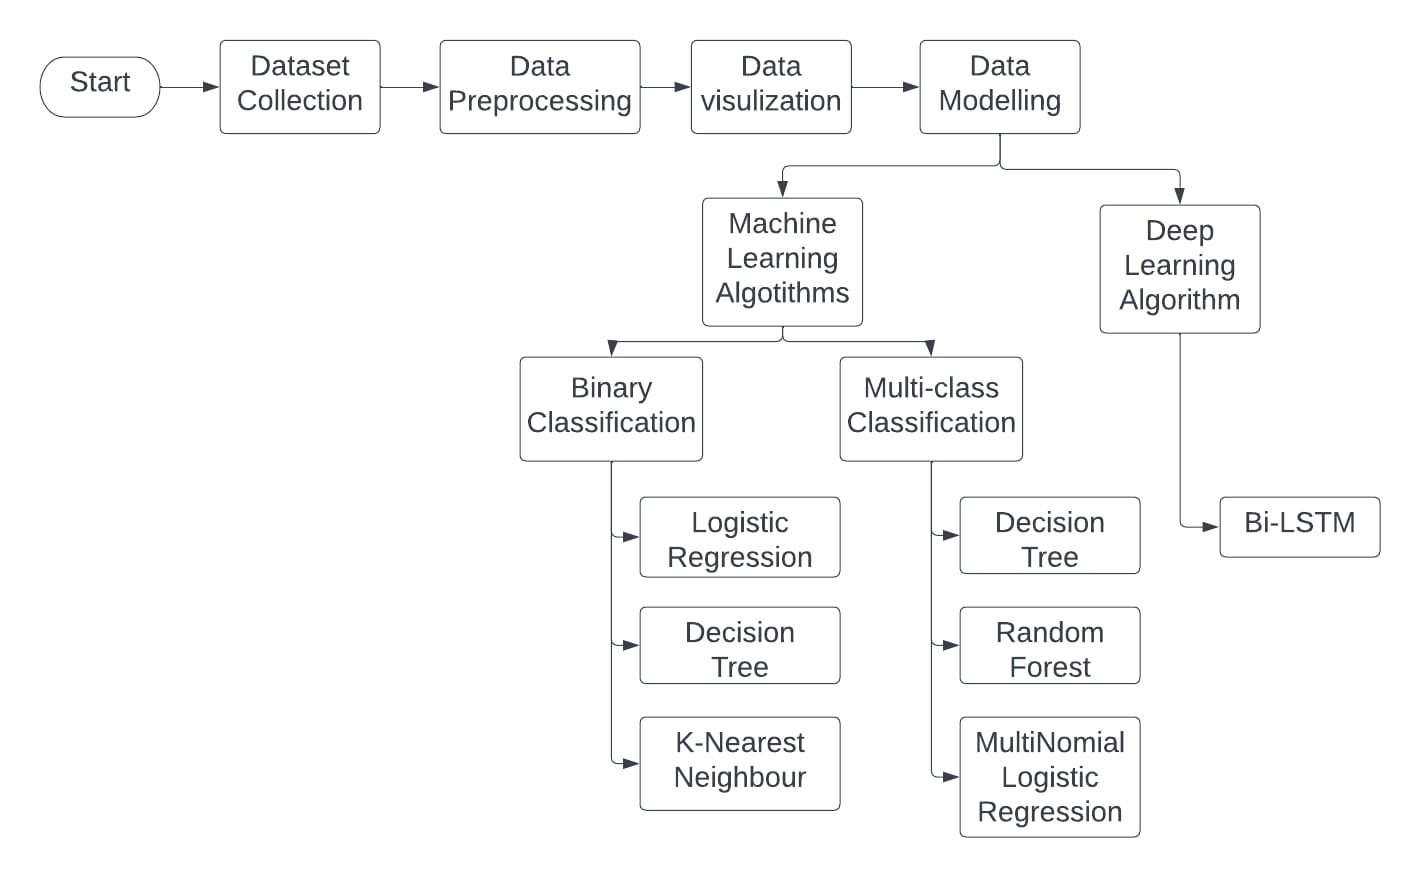 Start
Dataset
Collection
Data
Preprocessing
Data
visulization
Data
Modelling
Machine
Learning
Algotithms
Deep
Learning
Algorithm
Binary
Classification
Multi-class
Classification
Logistic
Regression
Decision
Tree
K-Nearest
Neighbour
Decision
Tree
Random
Forest
MultiNomial
Logistic
Regression
Bi-LSTM